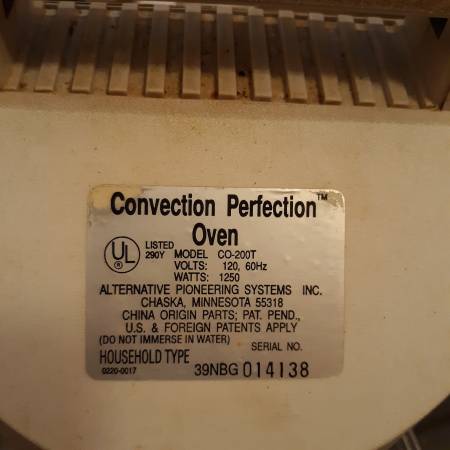 Convection Perfection™
Oven
UL ® LISTED 290Y MODEL CO-200T
VOLTS: 120, 60Hz
WATTS: 1250
ALTERNATIVE PIONEERING SYSTEMS INC.
CHASKA, MINNESOTA 55318
CHINA ORIGIN PARTS; PAT. PEND.,
U.S. & FOREIGN PATENTS APPLY
(DO NOT IMMERSE IN WATER)
SERIAL NO.
HOUSEHOLD TYPE
0220-0017
39NBG 014138